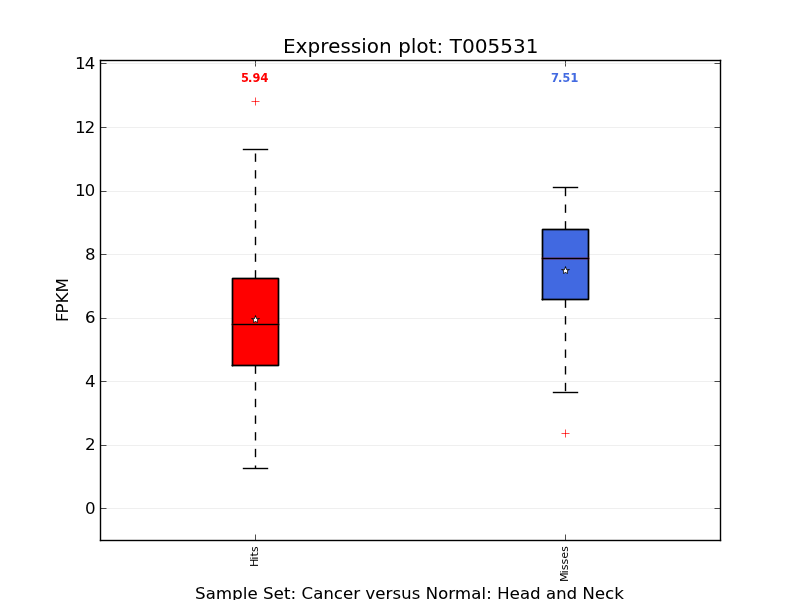 Expression plot: T005531
14
12
10
8
6
4
2
0
FPKM
5.94
7.51
Hits
Misses
Sample Set: Cancer versus Normal: Head and Neck